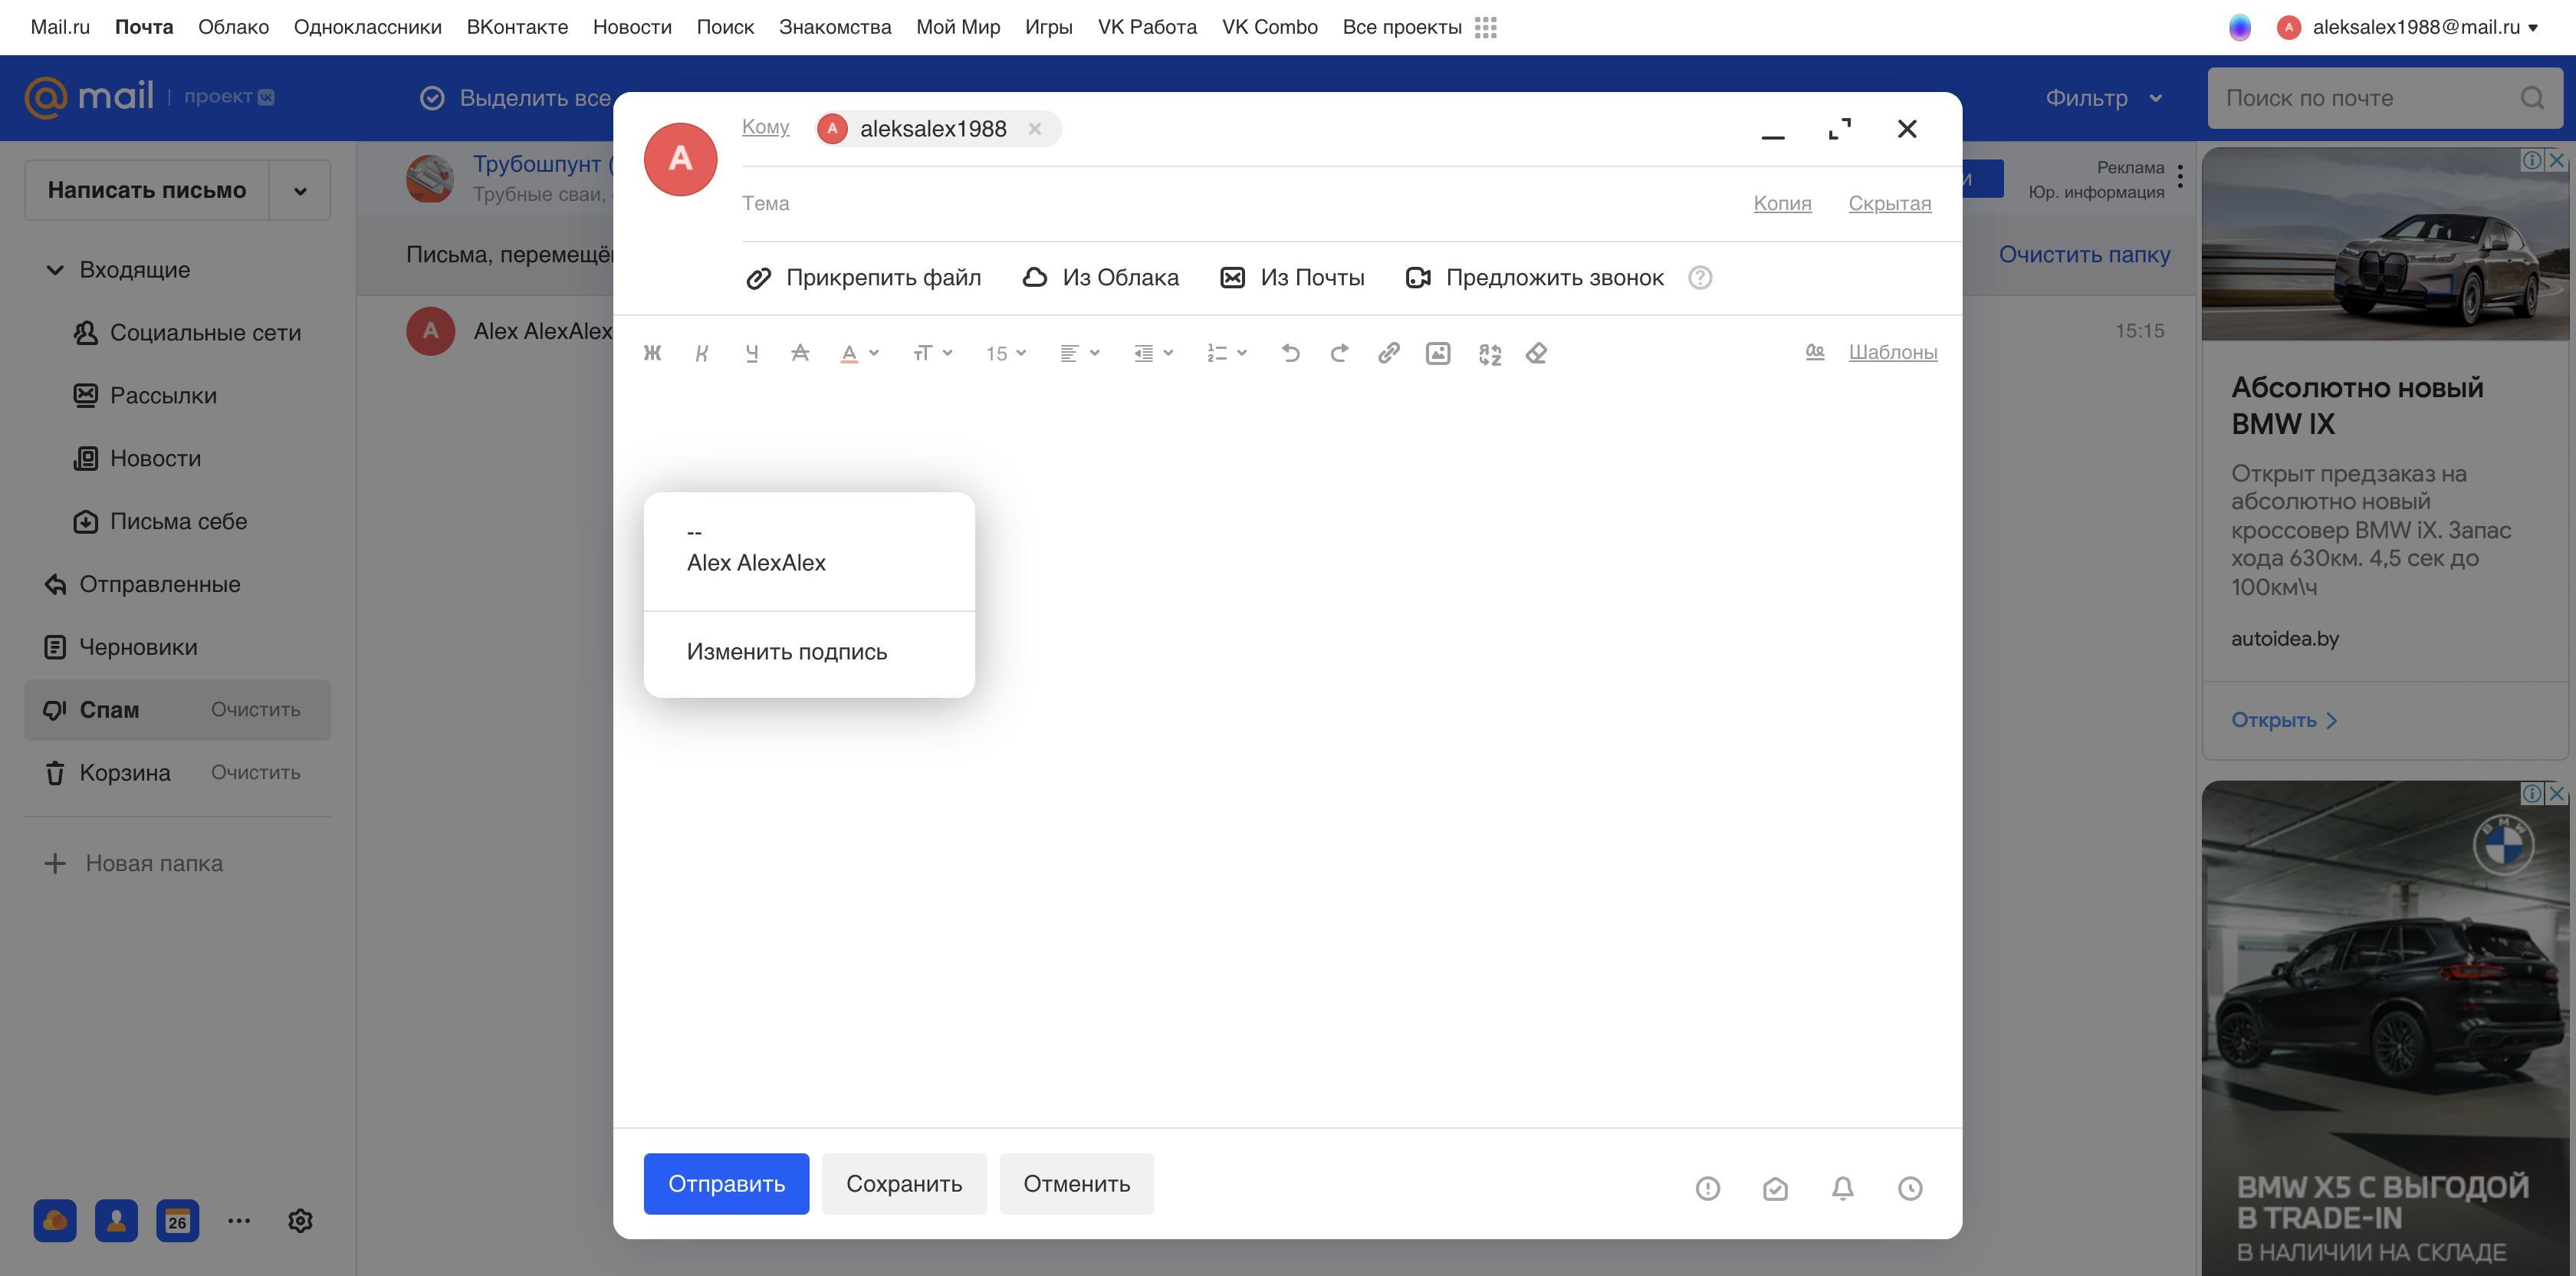 Mail.ru Почта Облако Одноклассники ВКонтакте Новости Поиск Знакомства Мой Мир Игры VK Работа VK Combo Все проекты
A aleksalex1988@mail.ru
@mail проект
Выделить все
Фильтр
Поиск по почте
Написать письмо
Входящие
Социальные сети
Рассылки
Новости
Письма себе
Отправленные
Черновики
Спам Очистить
Корзина Очистить
Новая папка
26
Трубошпунт (
Трубные сваи,
Реклама
Юр. информация
Письма, перемещё
Очистить папку
A Alex AlexAlex
15:15
A
Кому A aleksalex1988
Тема
Копия Скрытая
Прикрепить файл Из Облака Из Почты Предложить звонок
Ж К Ч A A тТ 15
Шаблоны
--
Alex AlexAlex
Изменить подпись
Отправить Сохранить Отменить
Абсолютно новый
BMW IX
Открыт предзаказ на
абсолютно новый
кроссовер BMW iX. Запас
хода 630км. 4,5 сек до
100км\ч
autoidea.by
Открыть
BMW
BMW X5 С ВЫГОДОЙ
В TRADE-IN
В НАЛИЧИИ НА СКЛАДЕ